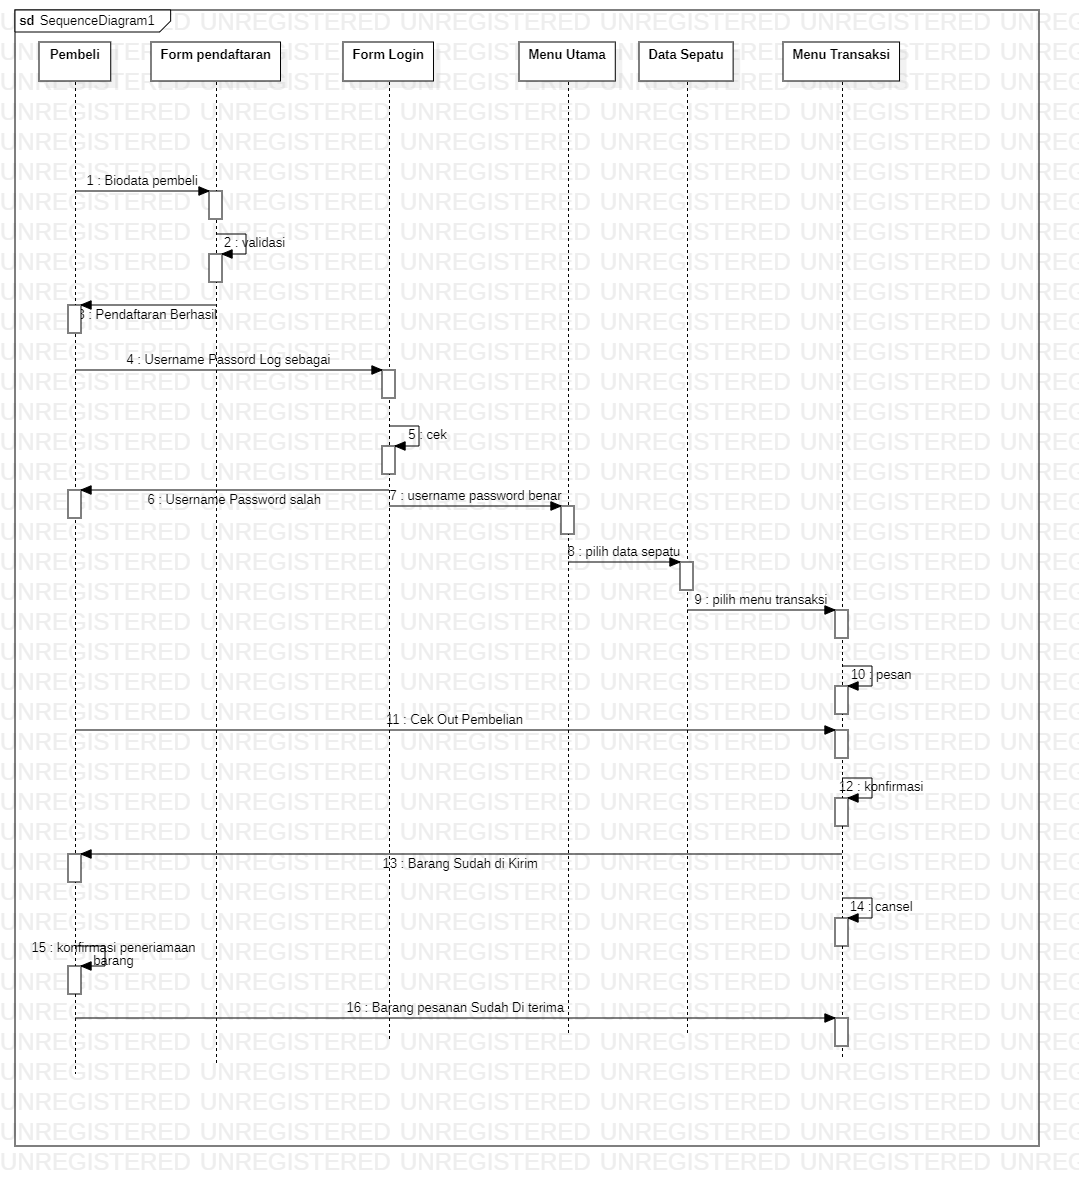 sd SequenceDiagram1
Pembeli
Form pendaftaran
Form Login
Menu Utama
Data Sepatu
Menu Transaksi
1 : Biodata pembeli
2 : validasi
3 : Pendaftaran Berhasil
4 : Username Passord Log sebagai
5 : cek
6 : Username Password salah
7 : username password benar
8 : pilih data sepatu
9 : pilih menu transaksi
10 : pesan
11 : Cek Out Pembelian
12 : konfirmasi
13 : Barang Sudah di Kirim
14 : cansel
15 : konfirmasi peneriamaan
barang
16 : Barang pesanan Sudah Di terima
UNREGISTERED